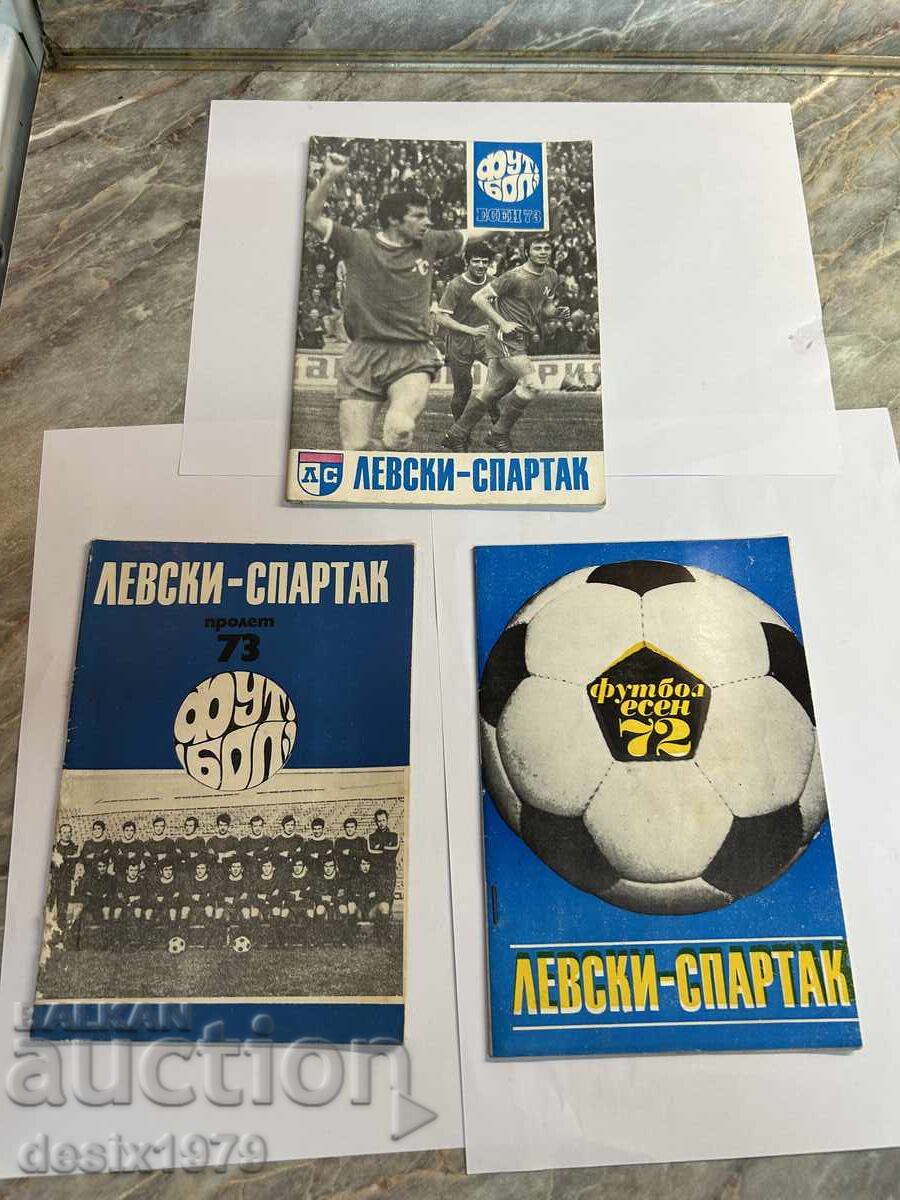 ФУТ
БОЛ
ЕСЕН 73
ЛС
ЛЕВСКИ-СПАРТАК
ЛЕВСКИ-СПАРТАК
пролет
73
ФУТ
БОЛ
футбол
есен
72
ЛЕВСКИ-СПАРТАК
BALKAN
auction
desix1979